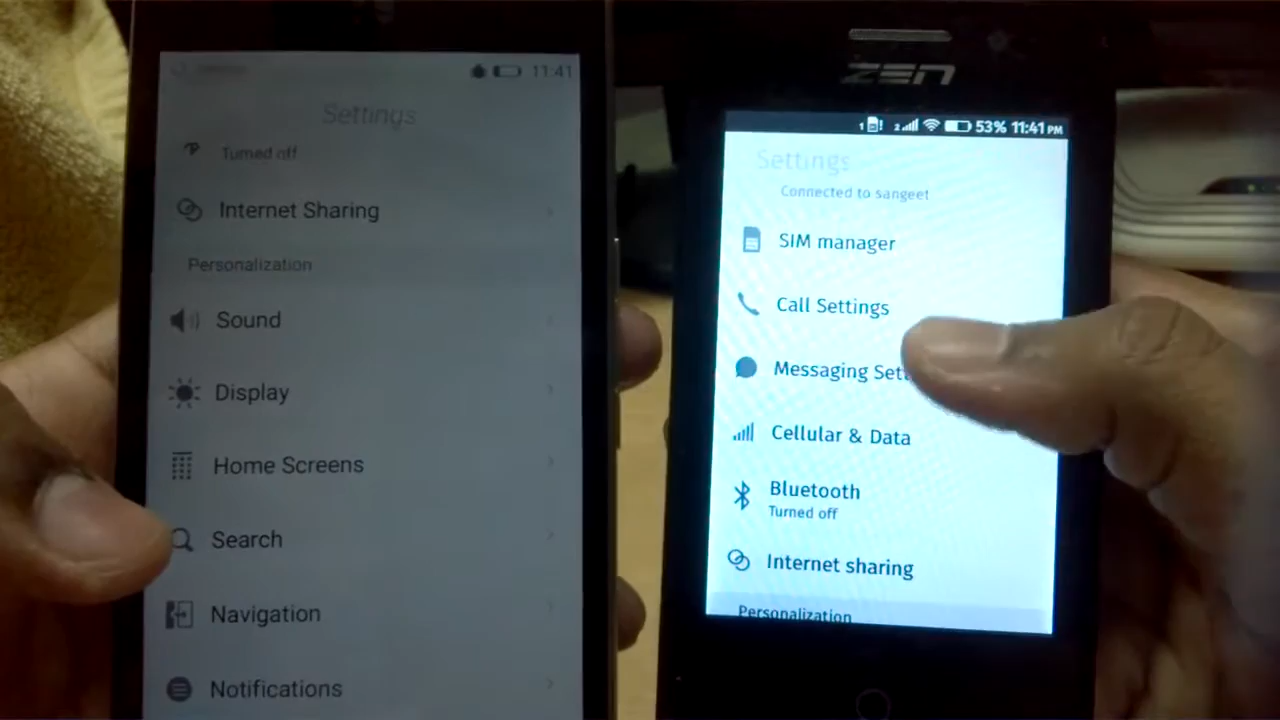 11:41
Settings
Turned off
Internet Sharing
Personalization
Sound
Display
Home Screens
Search
Navigation
Notifications
ZEN
1 2 53% 11:41 PM
Settings
Connected to sangeet
SIM manager
Call Settings
Messaging Sett
Cellular & Data
Bluetooth
Turned off
Internet sharing
Personalization